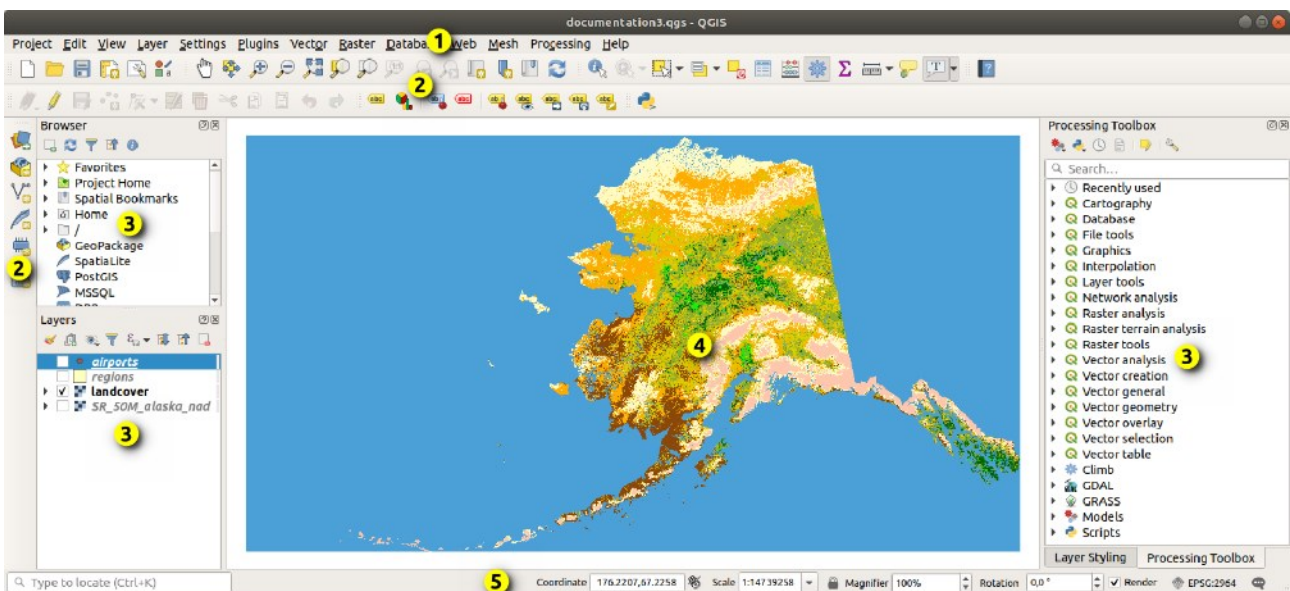 documentation3.qgs - QGIS
Project Edit View Layer Settings Plugins Vector Raster 1 Web Mesh Processing Help
2
Browser
Favorites
Project Home
Spatial Bookmarks
Home
3
/
GeoPackage
SpatiaLite
2
PostGIS
MSSQL
Layers
airports
regions
landcover
SR_50M_alaska_nad
3
4
Processing Toolbox
Search...
Recently used
Cartography
Database
File tools
Graphics
Interpolation
Layer tools
Network analysis
Raster analysis
Raster terrain analysis
Raster tools
Vector analysis
3
Vector creation
Vector general
Vector geometry
Vector overlay
Vector selection
Vector table
Climb
GDAL
GRASS
Models
Scripts
Layer Styling Processing Toolbox
Type to locate (Ctrl+K) 5 Coordinate 176.2207,67.2258 Scale 1:14739258 Magnifier 100% Rotation 0,0 ° Render EPSG:2964